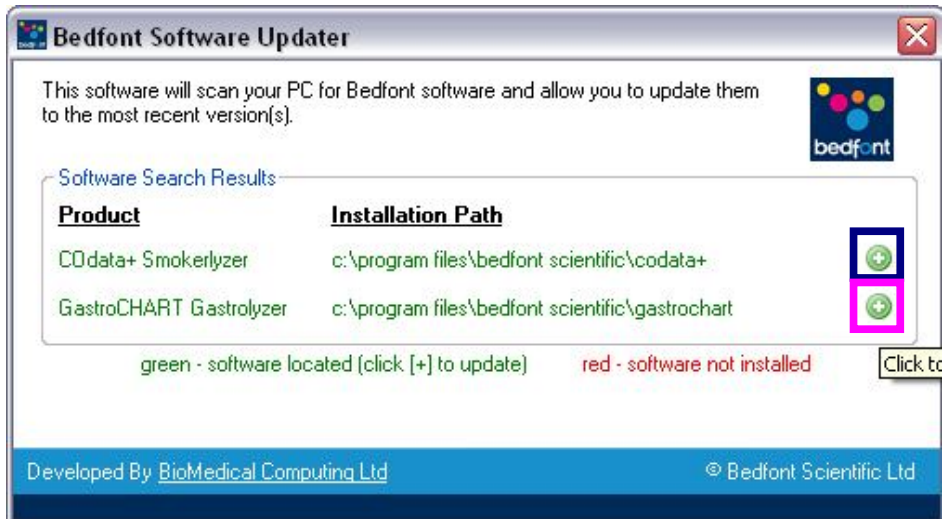 Bedfont Software Updater
This software will scan your PC for Bedfont software and allow you to update them
to the most recent version(s).
bedfont
Software Search Results
Product Installation Path
COdata+ Smokerlyzer c:\program files\bedfont scientific\codata+
GastroCHART Gastrolyzer c:\program files\bedfont scientific\gastrochart
green - software located (click [+] to update) red - software not installed
Click to
Developed By BioMedical Computing Ltd © Bedfont Scientific Ltd